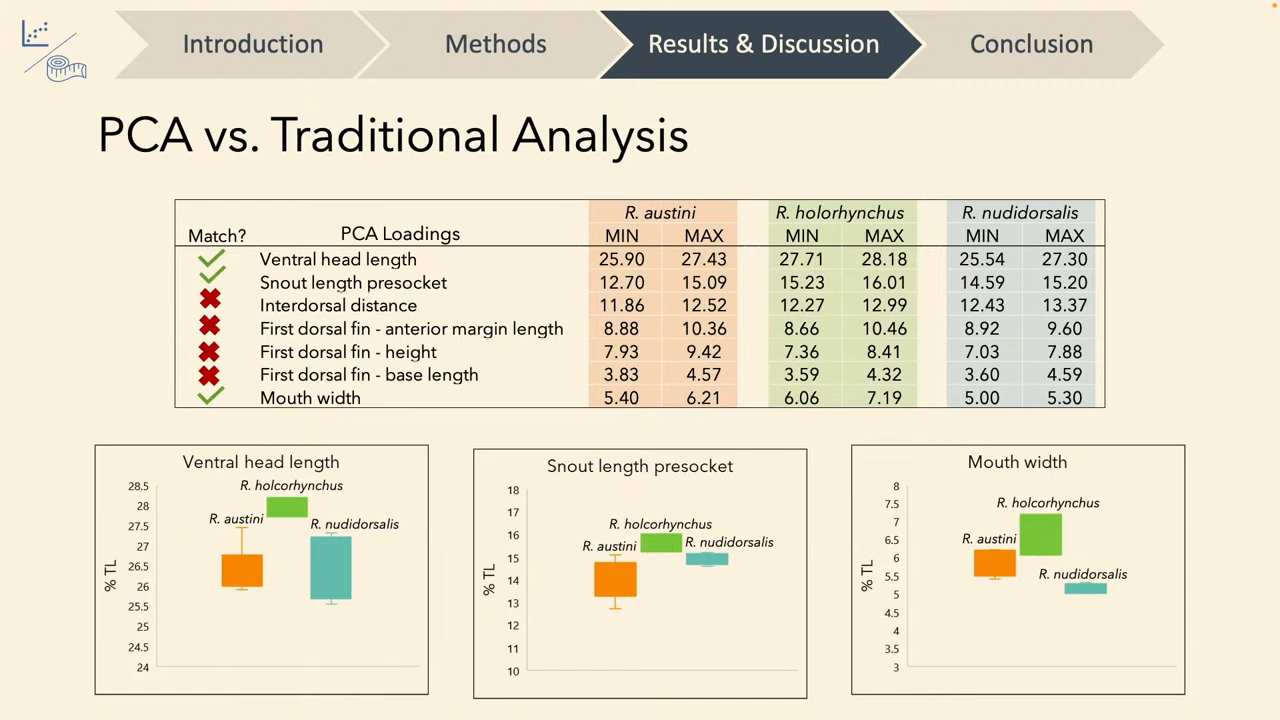 Introduction Methods Results & Discussion Conclusion
PCA vs. Traditional Analysis
R. austini R. holorhynchus R. nudidorsalis
Match? PCA Loadings MIN MAX MIN MAX MIN MAX
Ventral head length 25.90 27.43 27.71 28.18 25.54 27.30
Snout length presocket 12.70 15.09 15.23 16.01 14.59 15.20
Interdorsal distance 11.86 12.52 12.27 12.99 12.43 13.37
First dorsal fin - anterior margin length 8.88 10.36 8.66 10.46 8.92 9.60
First dorsal fin - height 7.93 9.42 7.36 8.41 7.03 7.88
First dorsal fin - base length 3.83 4.57 3.59 4.32 3.60 4.59
Mouth width 5.40 6.21 6.06 7.19 5.00 5.30
Ventral head length
% TL
28.5
28
27.5
27
26.5
26
25.5
25
24.5
24
R. holcorhynchus
R. austini
R. nudidorsalis
Snout length presocket
% TL
18
17
16
15
14
13
12
11
10
R. holcorhynchus
R. austini
R. nudidorsalis
Mouth width
% TL
8
7.5
7
6.5
6
5.5
5
4.5
4
3.5
3
R. holcorhynchus
R. austini
R. nudidorsalis